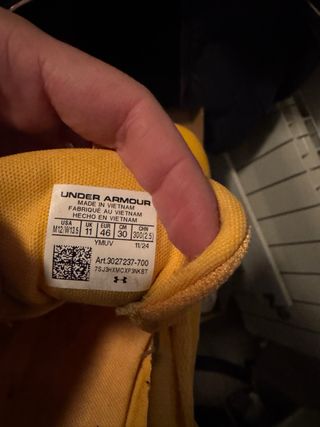 UNDER ARMOUR
MADE IN VIETNAM
FABRIQUÉ AU VIETNAM
HECHO EN VIETNAM
USA UK EUR CM CHN
M12/W13.5 11 46 30 300(2.5)
YMUV 11/24
Art.3027237-700
7SJ3HXMCXF3NKBT